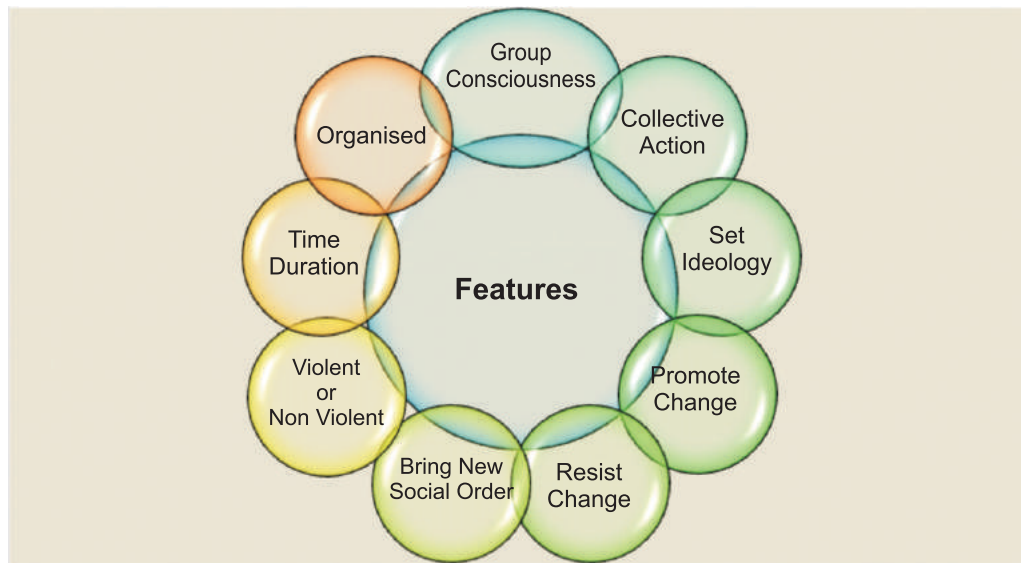 Group
Consciousness
Collective
Action
Set
Ideology
Promote
Change
Resist
Change
Bring New
Social Order
Violent
or
Non Violent
Time
Duration
Organised
Features